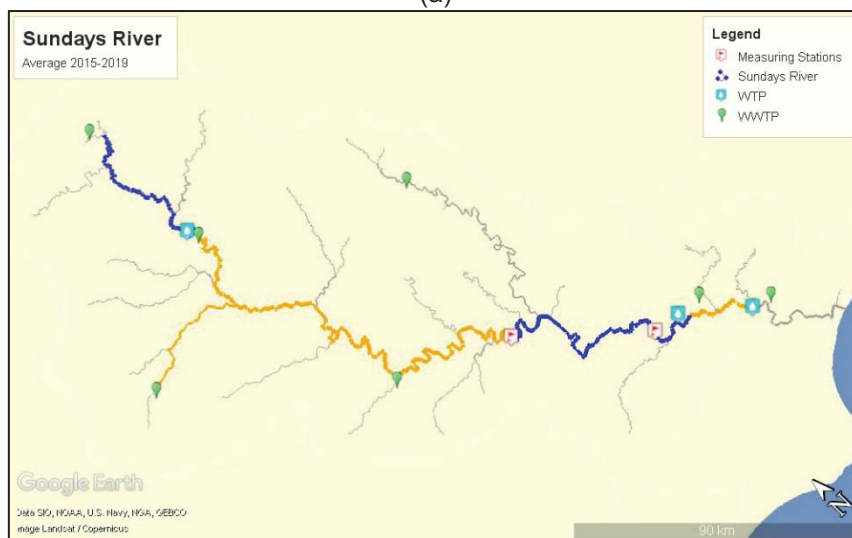 (a)
Sundays River
Average 2015-2019
Legend
Measuring Stations
Sundays River
WTP
WWTP
Google Earth
Data SIO, NOAA, U.S. Navy, NGA, GEBCO
Image Landsat / Copernicus
90 km
N